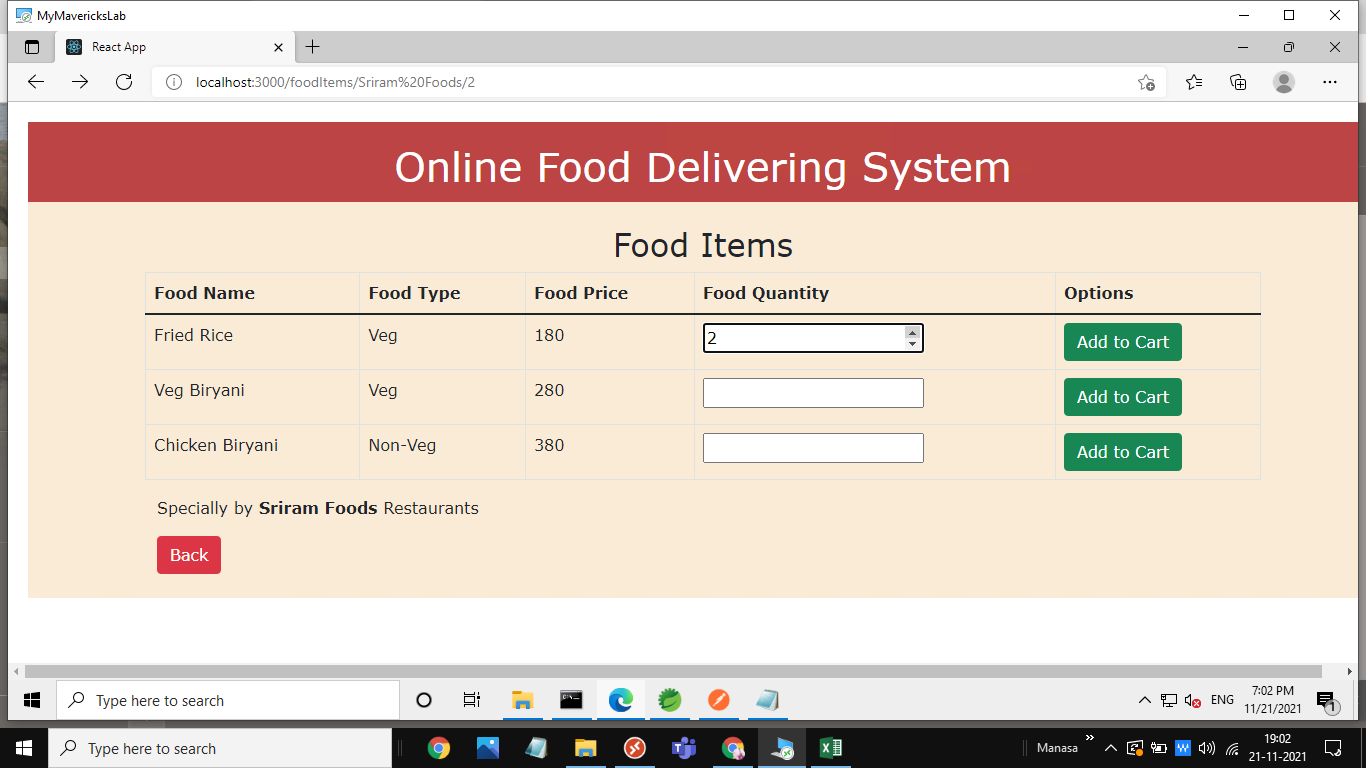 MyMavericksLab
React App
localhost:3000/foodItems/Sriram%20Foods/2
Online Food Delivering System
Food Items
Food Name Food Type Food Price Food Quantity Options
Fried Rice Veg 180 2 Add to Cart
Veg Biryani Veg 280 Add to Cart
Chicken Biryani Non-Veg 380 Add to Cart
Specially by Sriram Foods Restaurants
Back
Type here to search
ENG
7:02 PM
11/21/2021
1
Type here to search
Manasa
19:02
21-11-2021